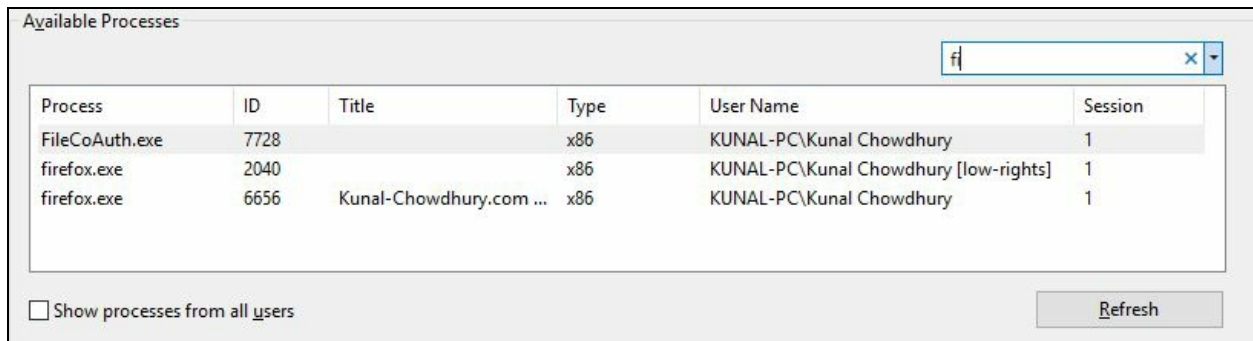 Available Processes
fi
Process ID Title Type User Name Session
FileCoAuth.exe 7728 x86 KUNAL-PC\Kunal Chowdhury 1
firefox.exe 2040 x86 KUNAL-PC\Kunal Chowdhury [low-rights] 1
firefox.exe 6656 Kunal-Chowdhury.com ... x86 KUNAL-PC\Kunal Chowdhury 1
Show processes from all users Refresh